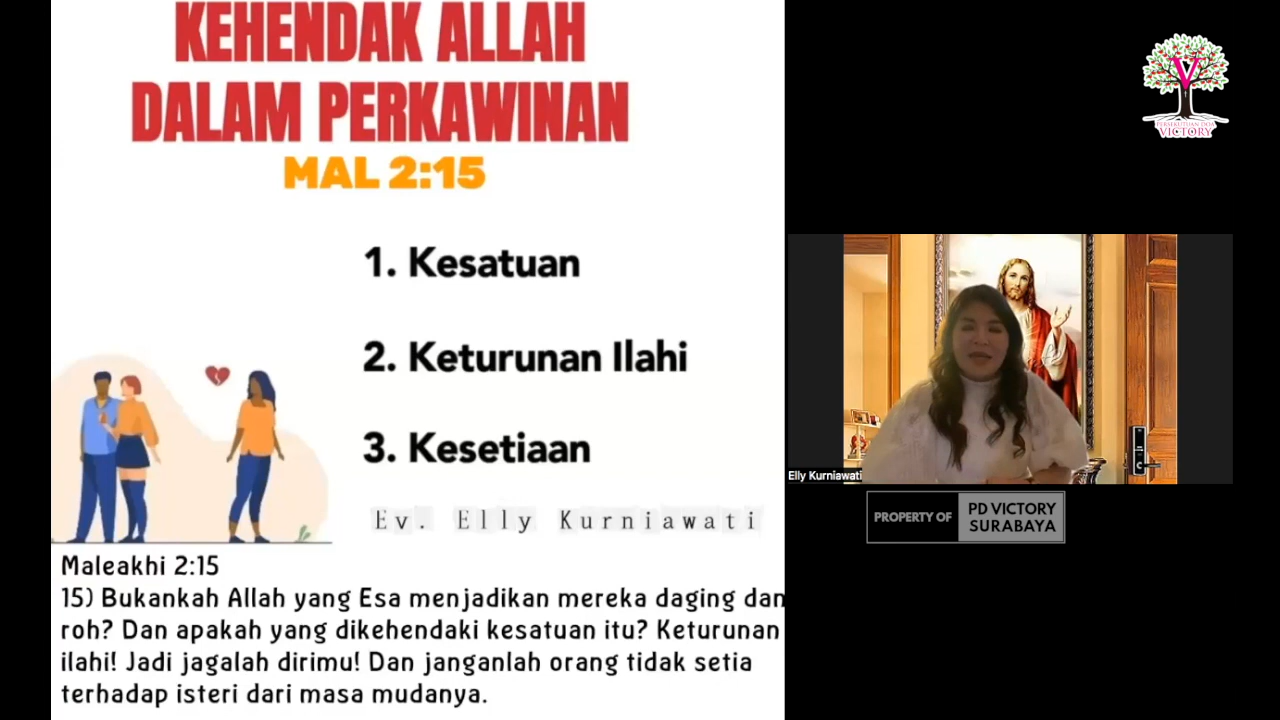 KEHENDAK ALLAH
DALAM PERKAWINAN
MAL 2:15
1. Kesatuan
2. Keturunan Ilahi
3. Kesetiaan
Ev. Elly Kurniawati
Maleakhi 2:15
15) Bukankah Allah yang Esa menjadikan mereka daging dan
roh? Dan apakah yang dikehendaki kesatuan itu? Keturunan
ilahi! Jadi jagalah dirimu! Dan janganlah orang tidak setia
terhadap isteri dari masa mudanya.
V
PERSEKUTUAN DOA
VICTORY
Elly Kurniawati
PROPERTY OF
PD VICTORY
SURABAYA